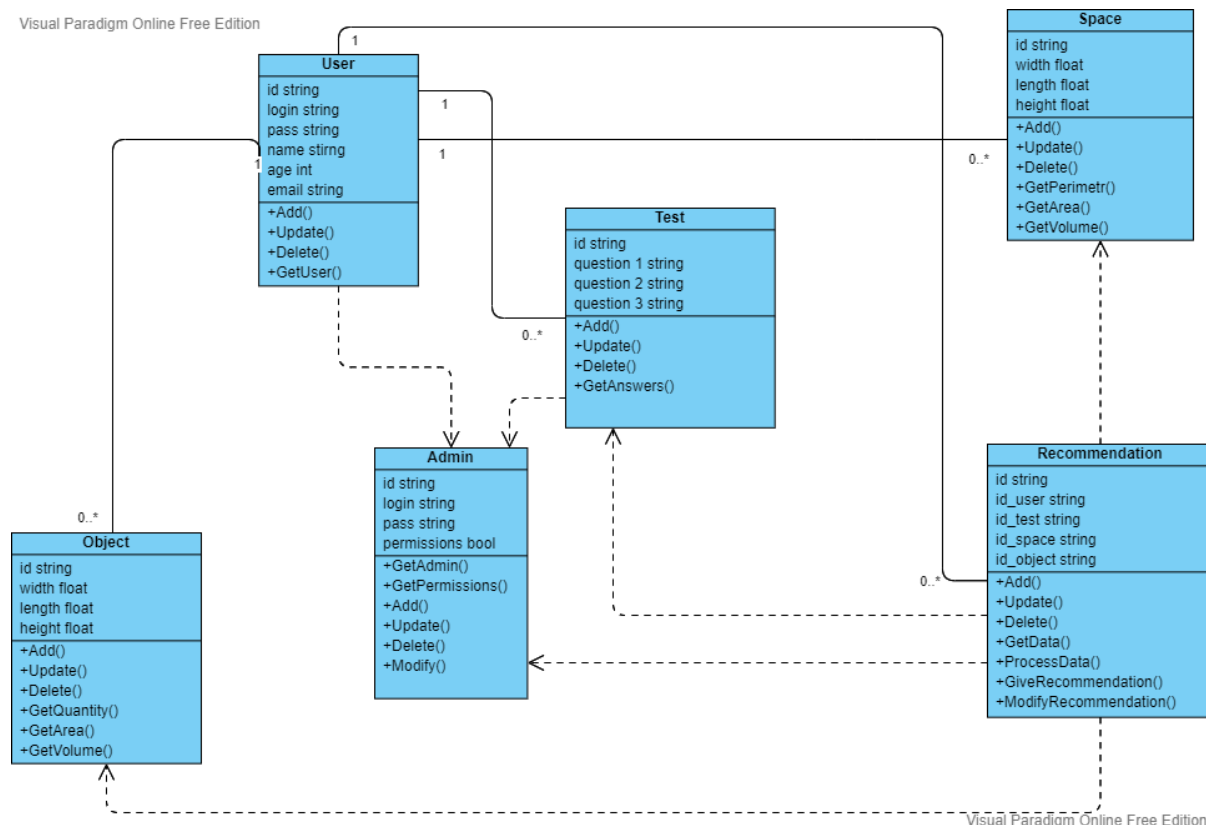 Visual Paradigm Online Free Edition
User
id string
login string
pass string
name stirng
age int
email string
+Add()
+Update()
+Delete()
+GetUser()
Space
id string
width float
length float
height float
+Add()
+Update()
+Delete()
+GetPerimetr()
+GetArea()
+GetVolume()
Test
id string
question 1 string
question 2 string
question 3 string
+Add()
+Update()
+Delete()
+GetAnswers()
Admin
id string
login string
pass string
permissions bool
+GetAdmin()
+GetPermissions()
+Add()
+Update()
+Delete()
+Modify()
Recommendation
id string
id_user string
id_test string
id_space string
id_object string
+Add()
+Update()
+Delete()
+GetData()
+ProcessData()
+GiveRecommendation()
+ModifyRecommendation()
Object
id string
width float
length float
height float
+Add()
+Update()
+Delete()
+GetQuantity()
+GetArea()
+GetVolume()
1
1
1
1
0..*
0..*
0..*
0..*
Visual Paradigm Online Free Edition